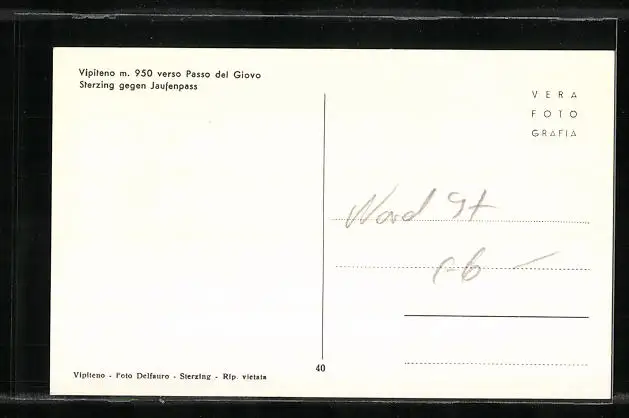 Vipiteno m. 950 verso Passo del Giovo
Sterzing gegen Jaufenpass
VERA
FOTO
GRAFIA
40
Vipiteno - Foto Delfauro - Sterzing - Rip. vietata